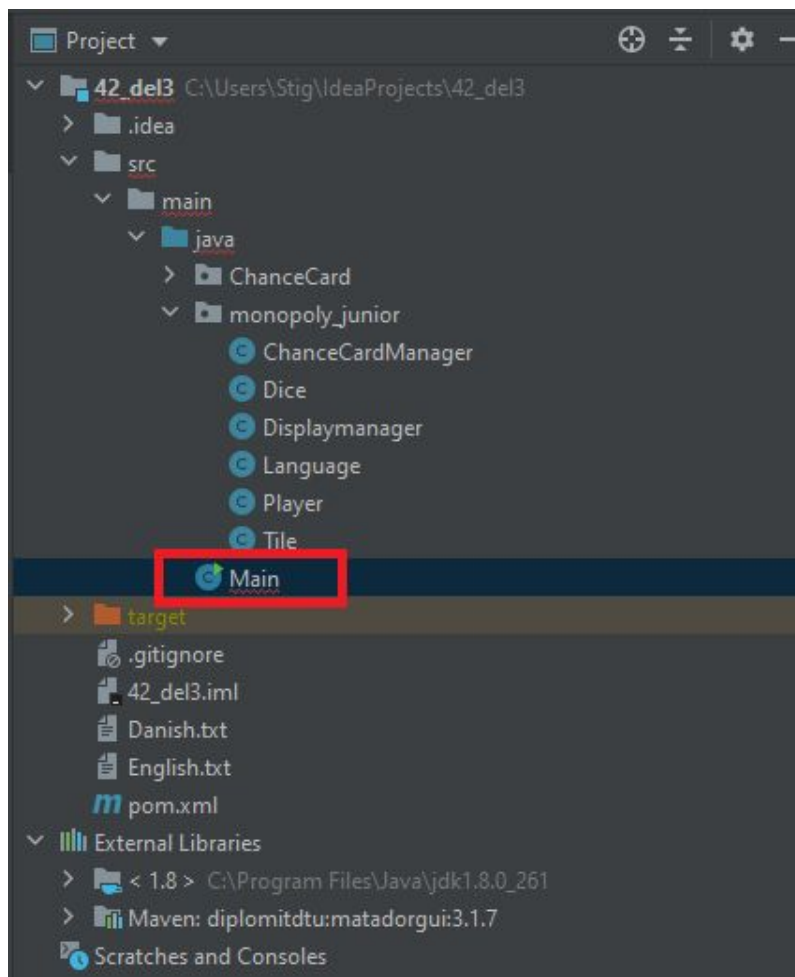 Project
42_del3 C:\Users\Stig\IdeaProjects\42_del3
.idea
src
main
java
ChanceCard
monopoly_junior
ChanceCardManager
Dice
Displaymanager
Language
Player
Tile
Main
target
.gitignore
42_del3.iml
Danish.txt
English.txt
pom.xml
External Libraries
< 1.8 > C:\Program Files\Java\jdk1.8.0_261
Maven: diplomitdtu:matadorgui:3.1.7
Scratches and Consoles